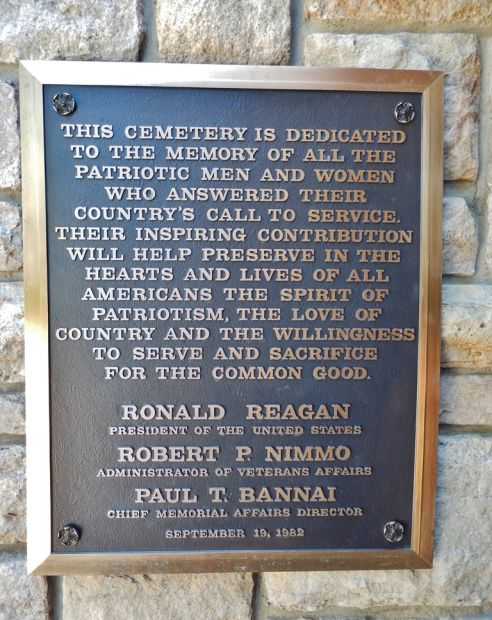 THIS CEMETERY IS DEDICATED
TO THE MEMORY OF ALL THE
PATRIOTIC MEN AND WOMEN
WHO ANSWERED THEIR
COUNTRY'S CALL TO SERVICE.
THEIR INSPIRING CONTRIBUTION
WILL HELP PRESERVE IN THE
HEARTS AND LIVES OF ALL
AMERICANS THE SPIRIT OF
PATRIOTISM, THE LOVE OF
COUNTRY AND THE WILLINGNESS
TO SERVE AND SACRIFICE
FOR THE COMMON GOOD.
RONALD REAGAN
PRESIDENT OF THE UNITED STATES
ROBERT P. NIMMO
ADMINISTRATOR OF VETERANS AFFAIRS
PAUL T. BANNAI
CHIEF MEMORIAL AFFAIRS DIRECTOR
SEPTEMBER 19, 1982